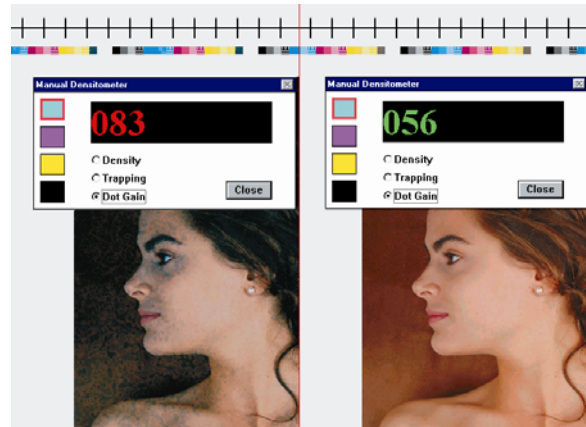 Manual Densitometer
083
Density
Trapping
Dot Gain
Close
Manual Densitometer
056
Density
Trapping
Dot Gain
Close